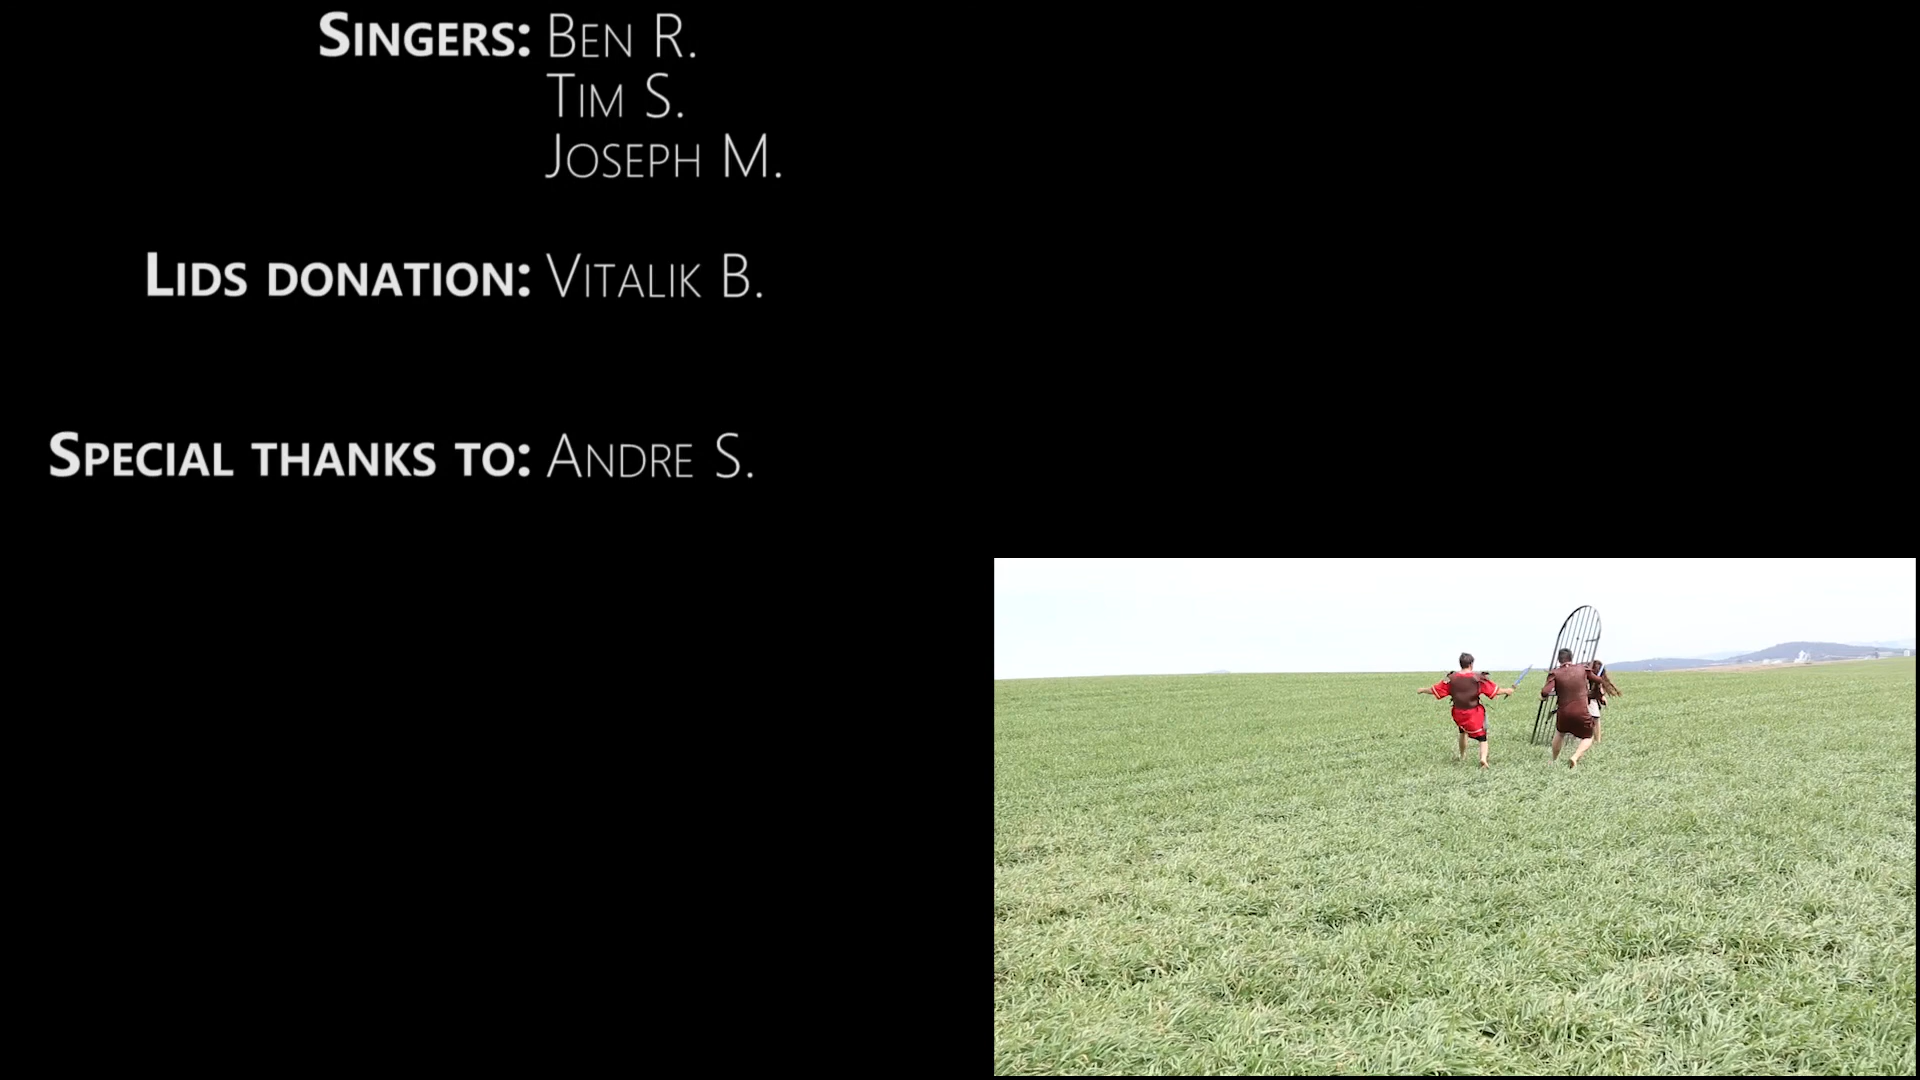 Singers: Ben R.
Tim S.
Joseph M.
Lids donation: Vitalik B.
Special thanks to: Andre S.